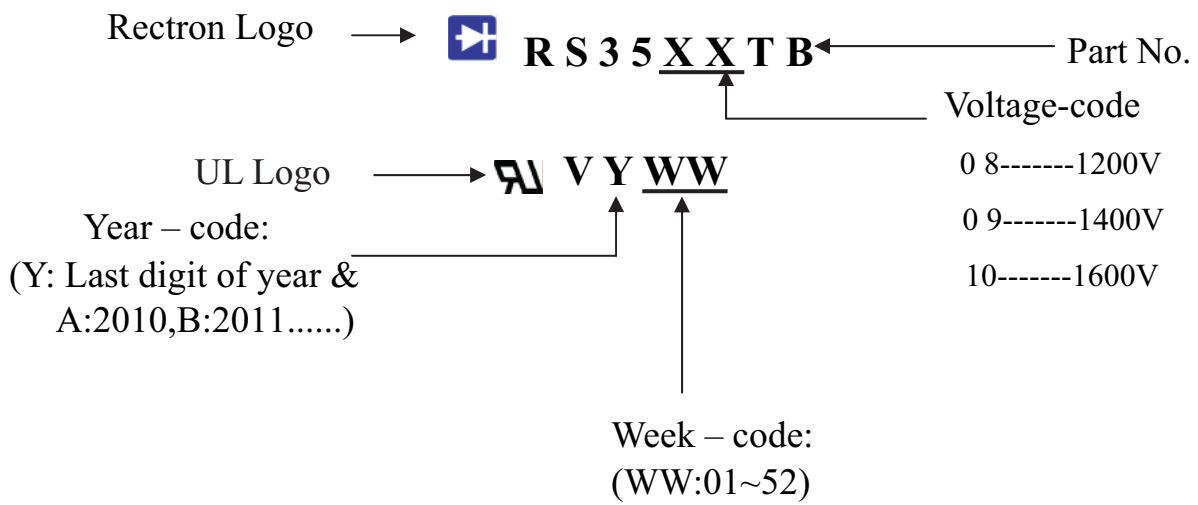 Rectron Logo
R S 3 5 X X T B
Part No.
Voltage-code
0 8-------1200V
0 9-------1400V
10-------1600V
UL Logo
V Y WW
Year – code:
(Y: Last digit of year &
A:2010,B:2011......)
Week – code:
(WW:01~52)